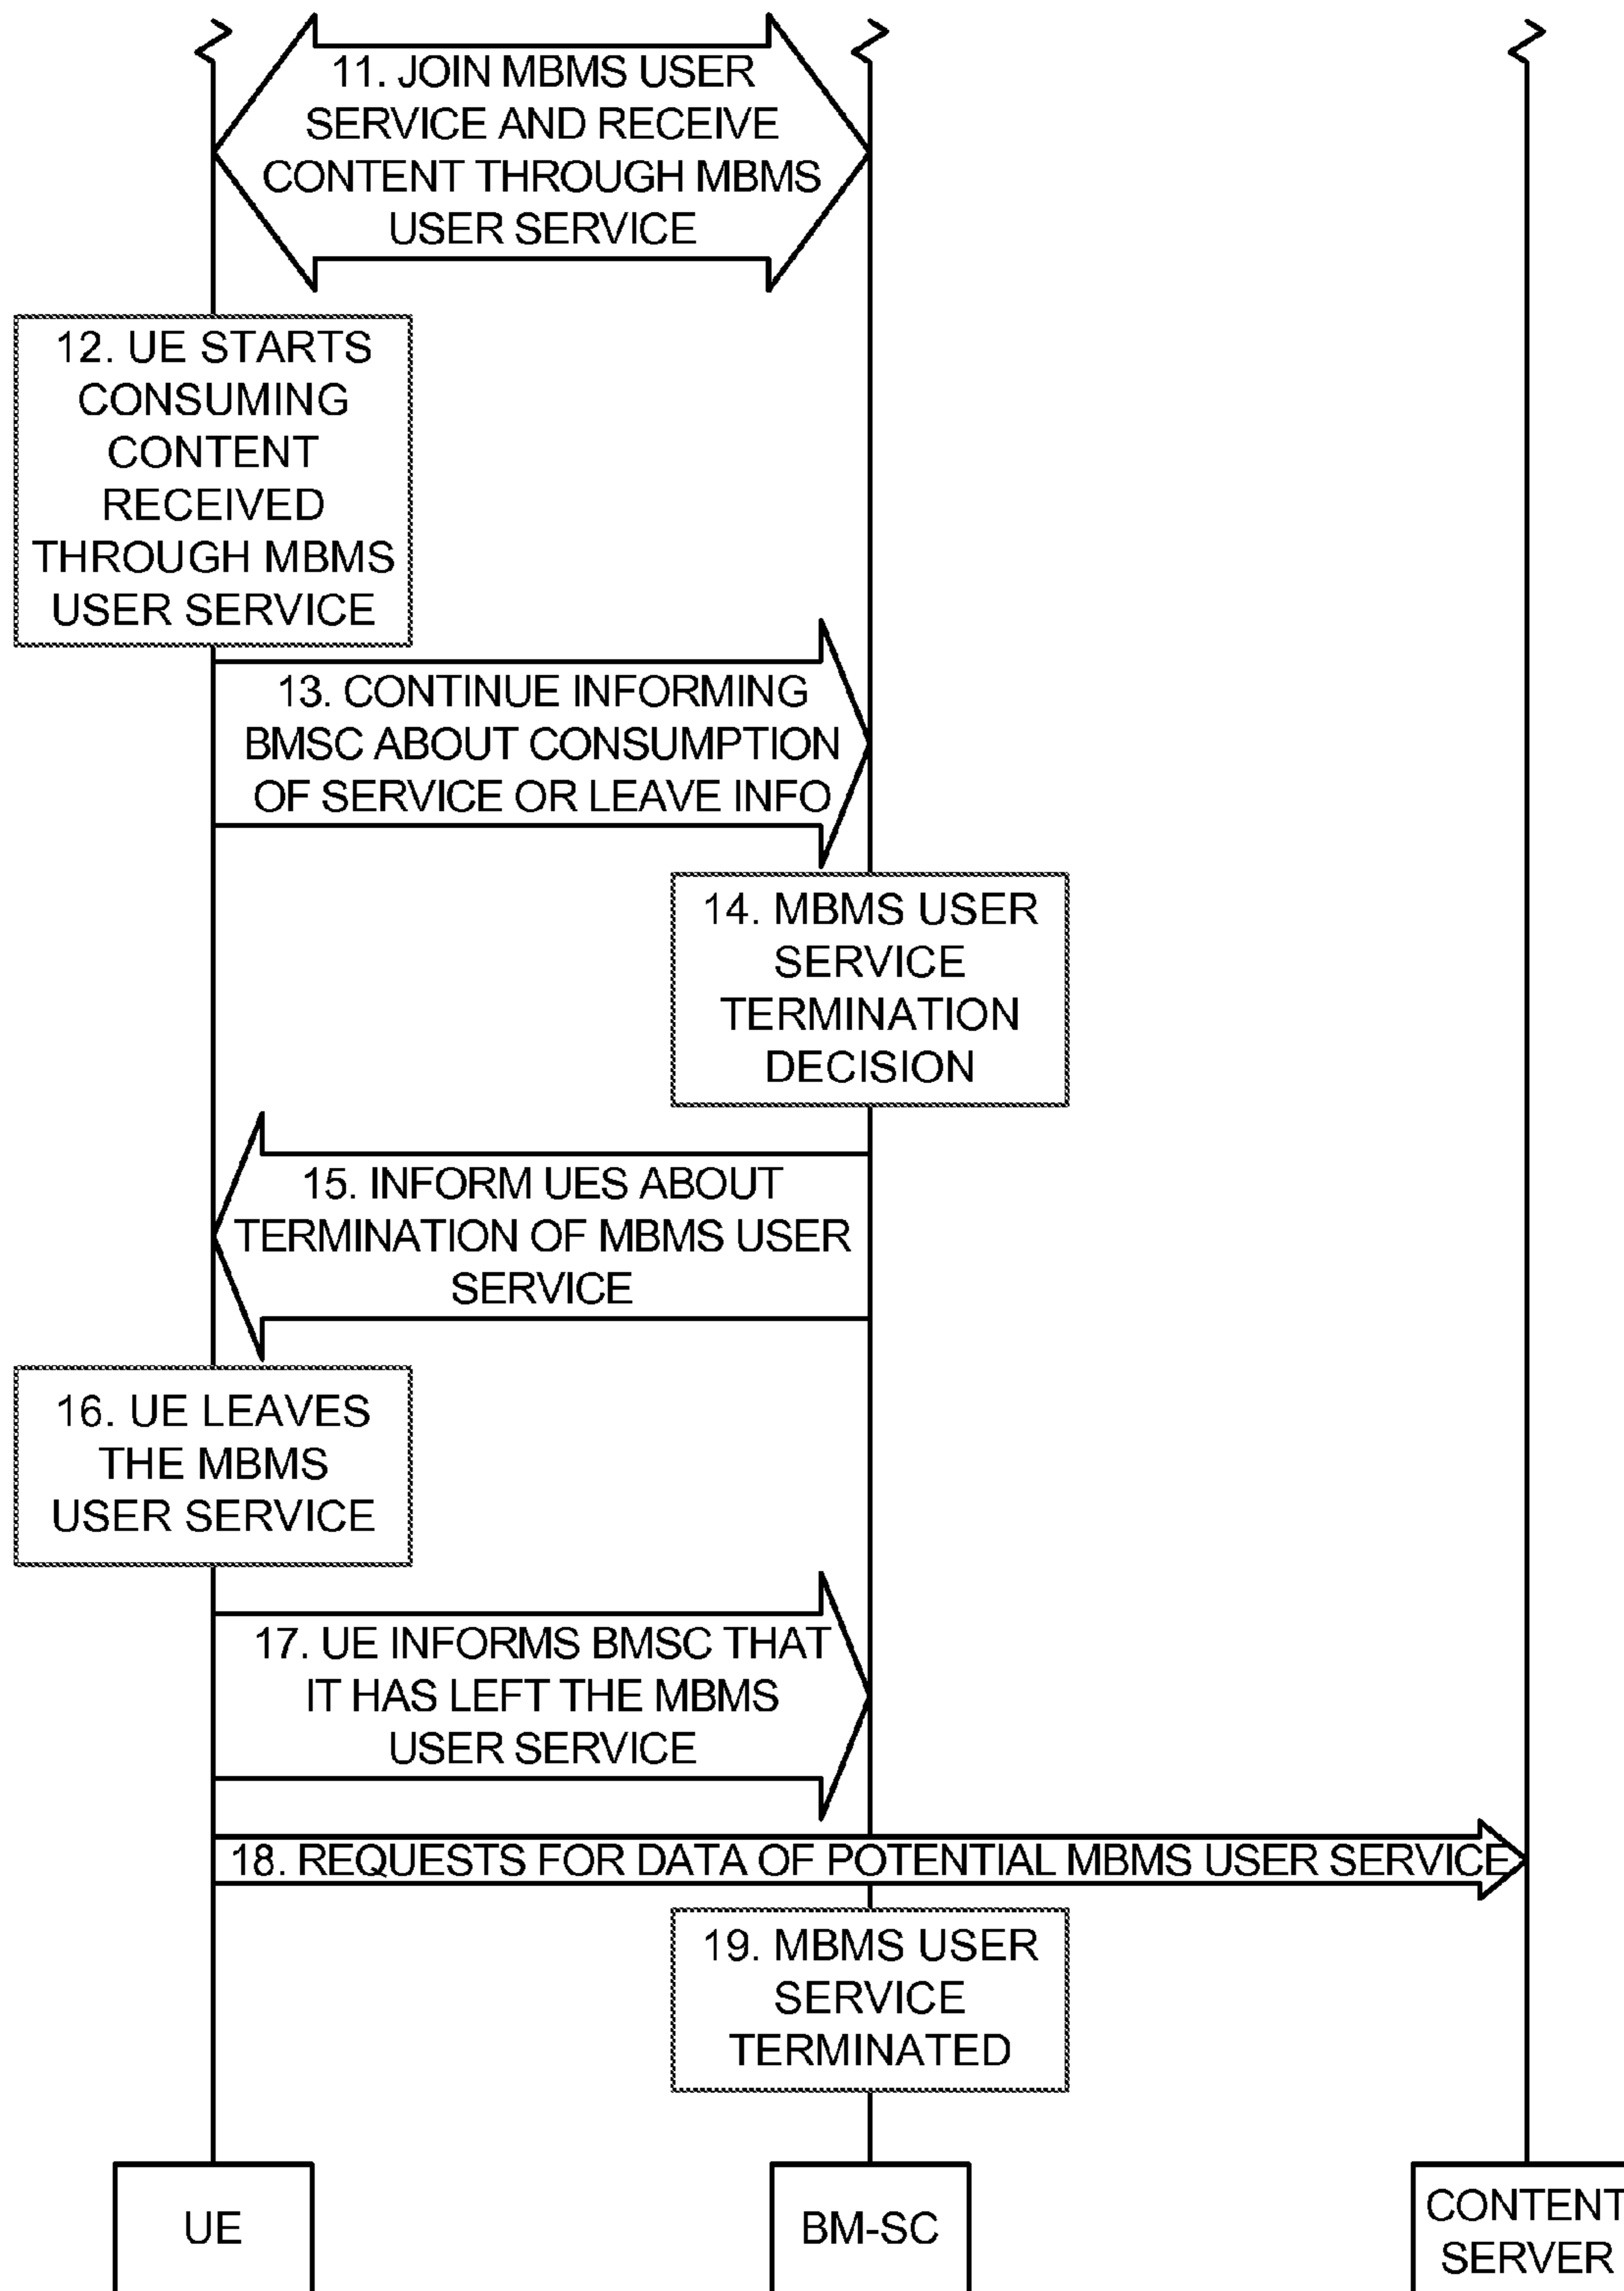 11. JOIN MBMS USER
SERVICE AND RECEIVE
CONTENT THROUGH MBMS
USER SERVICE
12. UE STARTS
CONSUMING
CONTENT
RECEIVED
THROUGH MBMS
USER SERVICE
13. CONTINUE INFORMING
BMSC ABOUT CONSUMPTION
OF SERVICE OR LEAVE INFO
14. MBMS USER
SERVICE
TERMINATION
DECISION
15. INFORM UES ABOUT
TERMINATION OF MBMS USER
SERVICE
16. UE LEAVES
THE MBMS
USER SERVICE
17. UE INFORMS BMSC THAT
IT HAS LEFT THE MBMS
USER SERVICE
18. REQUESTS FOR DATA OF POTENTIAL MBMS USER SERVICE
19. MBMS USER
SERVICE
TERMINATED
UE
BM-SC
CONTENT
SERVER